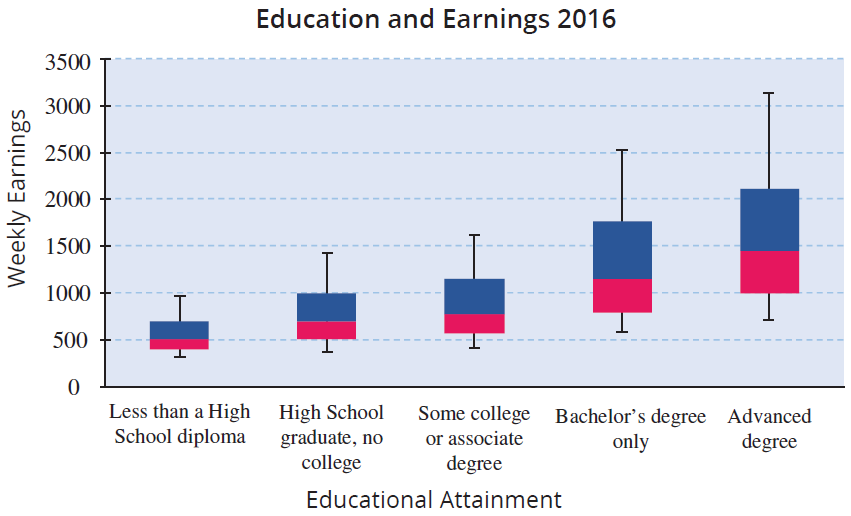 Education and Earnings 2016
3500
3000
2500
2000
1500
1000
500
0
Weekly Earnings
Less than a High
School diploma
High School
graduate, no
college
Some college
or associate
degree
Bachelor's degree
only
Advanced
degree
Educational Attainment